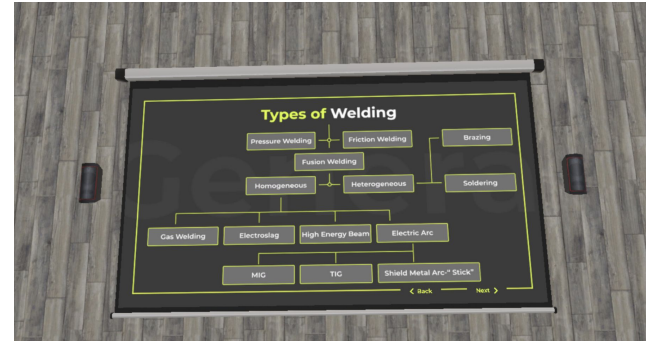 Types of Welding
Pressure Welding
Friction Welding
Brazing
Fusion Welding
Homogeneous
Heterogeneous
Soldering
Gas Welding
Electroslag
High Energy Beam
Electric Arc
MIG
TIG
Shield Metal Arc-“ Stick”
Back
Next